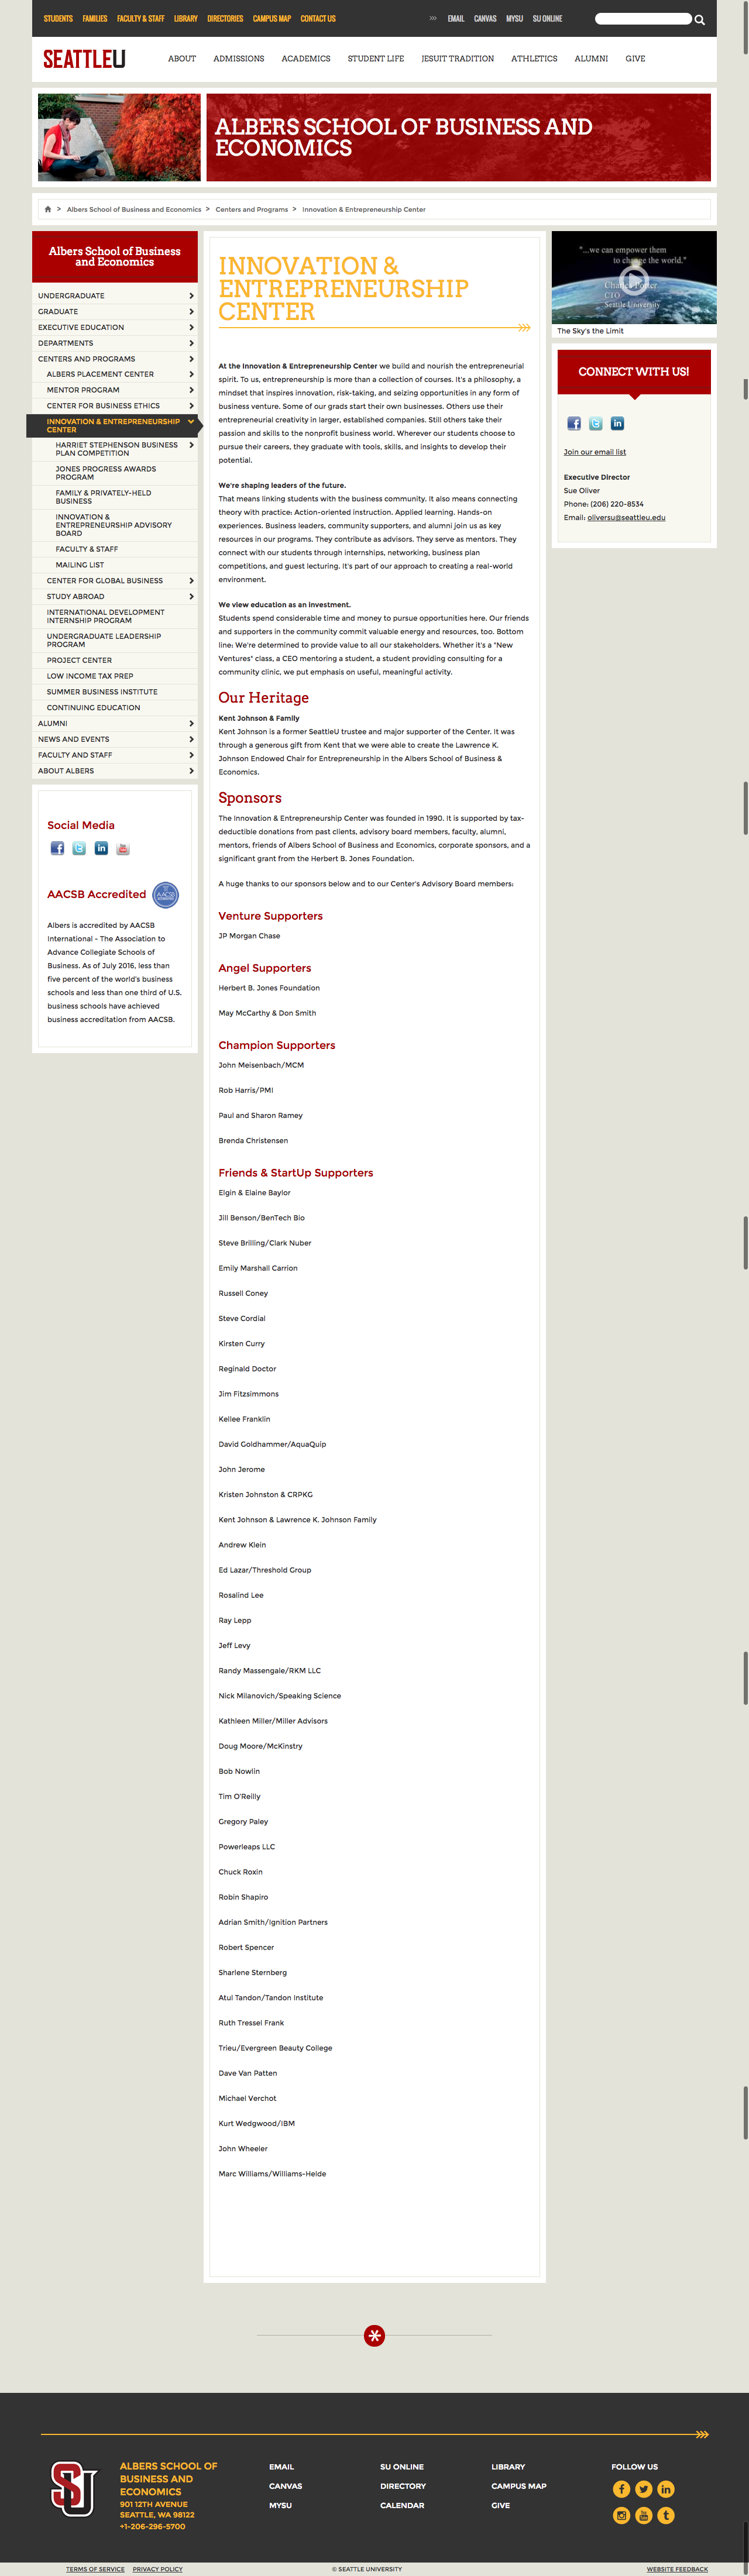 STUDENTS FAMILIES FACULTY & STAFF LIBRARY DIRECTORIES CAMPUS MAP CONTACT US EMAIL CANVAS MYSU SU ONLINE
SEATTLEU
ABOUT ADMISSIONS ACADEMICS STUDENT LIFE JESUIT TRADITION ATHLETICS ALUMNI GIVE
ALBERS SCHOOL OF BUSINESS AND
ECONOMICS
> Albers School of Business and Economics > Centers and Programs > Innovation & Entrepreneurship Center
Albers School of Business
and Economics
UNDERGRADUATE
GRADUATE
EXECUTIVE EDUCATION
DEPARTMENTS
CENTERS AND PROGRAMS
ALBERS PLACEMENT CENTER
MENTOR PROGRAM
CENTER FOR BUSINESS ETHICS
INNOVATION & ENTREPRENEURSHIP
CENTER
HARRIET STEPHENSON BUSINESS
PLAN COMPETITION
JONES PROGRESS AWARDS
PROGRAM
FAMILY & PRIVATELY-HELD
BUSINESS
INNOVATION &
ENTREPRENEURSHIP ADVISORY
BOARD
FACULTY & STAFF
MAILING LIST
CENTER FOR GLOBAL BUSINESS
STUDY ABROAD
INTERNATIONAL DEVELOPMENT
INTERNSHIP PROGRAM
UNDERGRADUATE LEADERSHIP
PROGRAM
PROJECT CENTER
LOW INCOME TAX PREP
SUMMER BUSINESS INSTITUTE
CONTINUING EDUCATION
ALUMNI
NEWS AND EVENTS
FACULTY AND STAFF
ABOUT ALBERS
Social Media
AACSB Accredited
AACSB
Albers is accredited by AACSB
International - The Association to
Advance Collegiate Schools of
Business. As of July 2016, less than
five percent of the world's business
schools and less than one third of U.S.
business schools have achieved
business accreditation from AACSB.
INNOVATION &
ENTREPRENEURSHIP
CENTER
At the Innovation & Entrepreneurship Center we build and nourish the entrepreneurial
spirit. To us, entrepreneurship is more than a collection of courses. It's a philosophy, a
mindset that inspires innovation, risk-taking, and seizing opportunities in any form of
business venture. Some of our grads start their own businesses. Others use their
entrepreneurial creativity in larger, established companies. Still others take their
passion and skills to the nonprofit business world. Wherever our students choose to
pursue their careers, they graduate with tools, skills, and insights to develop their
potential.
We're shaping leaders of the future.
That means linking students with the business community. It also means connecting
theory with practice: Action-oriented instruction. Applied learning. Hands-on
experiences. Business leaders, community supporters, and alumni join us as key
resources in our programs. They contribute as advisors. They serve as mentors. They
connect with our students through internships, networking, business plan
competitions, and guest lecturing. It's part of our approach to creating a real-world
environment.
We view education as an investment.
Students spend considerable time and money to pursue opportunities here. Our friends
and supporters in the community commit valuable energy and resources, too. Bottom
line: We're determined to provide value to all our stakeholders. Whether it's a "New
Ventures" class, a CEO mentoring a student, a student providing consulting for a
community clinic, we put emphasis on useful, meaningful activity.
Our Heritage
Kent Johnson & Family
Kent Johnson is a former SeattleU trustee and major supporter of the Center. It was
through a generous gift from Kent that we were able to create the Lawrence K.
Johnson Endowed Chair for Entrepreneurship in the Albers School of Business &
Economics.
Sponsors
The Innovation & Entrepreneurship Center was founded in 1990. It is supported by tax-
deductible donations from past clients, advisory board members, faculty, alumni,
mentors, friends of Albers School of Business and Economics, corporate sponsors, and a
significant grant from the Herbert B. Jones Foundation.
A huge thanks to our sponsors below and to our Center's Advisory Board members:
Venture Supporters
JP Morgan Chase
Angel Supporters
Herbert B. Jones Foundation
May McCarthy & Don Smith
Champion Supporters
John Meisenbach/MCM
Rob Harris/PMI
Paul and Sharon Ramey
Brenda Christensen
Friends & StartUp Supporters
Elgin & Elaine Baylor
Jill Benson/BenTech Bio
Steve Brilling/Clark Nuber
Emily Marshall Carrion
Russell Coney
Steve Cordial
Kirsten Curry
Reginald Doctor
Jim Fitzsimmons
Kellee Franklin
David Goldhammer/AquaQuip
John Jerome
Kristen Johnston & CRPKG
Kent Johnson & Lawrence K. Johnson Family
Andrew Klein
Ed Lazar/Threshold Group
Rosalind Lee
Ray Lepp
Jeff Levy
Randy Massengale/RKM LLC
Nick Milanovich/Speaking Science
Kathleen Miller/Miller Advisors
Doug Moore/McKinstry
Bob Nowlin
Tim O'Reilly
Gregory Paley
Powerleaps LLC
Chuck Roxin
Robin Shapiro
Adrian Smith/Ignition Partners
Robert Spencer
Sharlene Sternberg
Atul Tandon/Tandon Institute
Ruth Tressel Frank
Trieu/Evergreen Beauty College
Dave Van Patten
Michael Verchot
Kurt Wedgwood/IBM
John Wheeler
Marc Williams/Williams-Helde
"...we can empower them
to change the world."
Charles Porter
CTO
Seattle University
The Sky's the Limit
CONNECT WITH US!
Join our email list
Executive Director
Sue Oliver
Phone: (206) 220-8534
Email: oliversu@seattleu.edu
ALBERS SCHOOL OF
BUSINESS AND
ECONOMICS
901 12TH AVENUE
SEATTLE, WA 98122
+1-206-296-5700
EMAIL
CANVAS
MYSU
SU ONLINE
DIRECTORY
CALENDAR
LIBRARY
CAMPUS MAP
GIVE
FOLLOW US
TERMS OF SERVICE PRIVACY POLICY © SEATTLE UNIVERSITY WEBSITE FEEDBACK